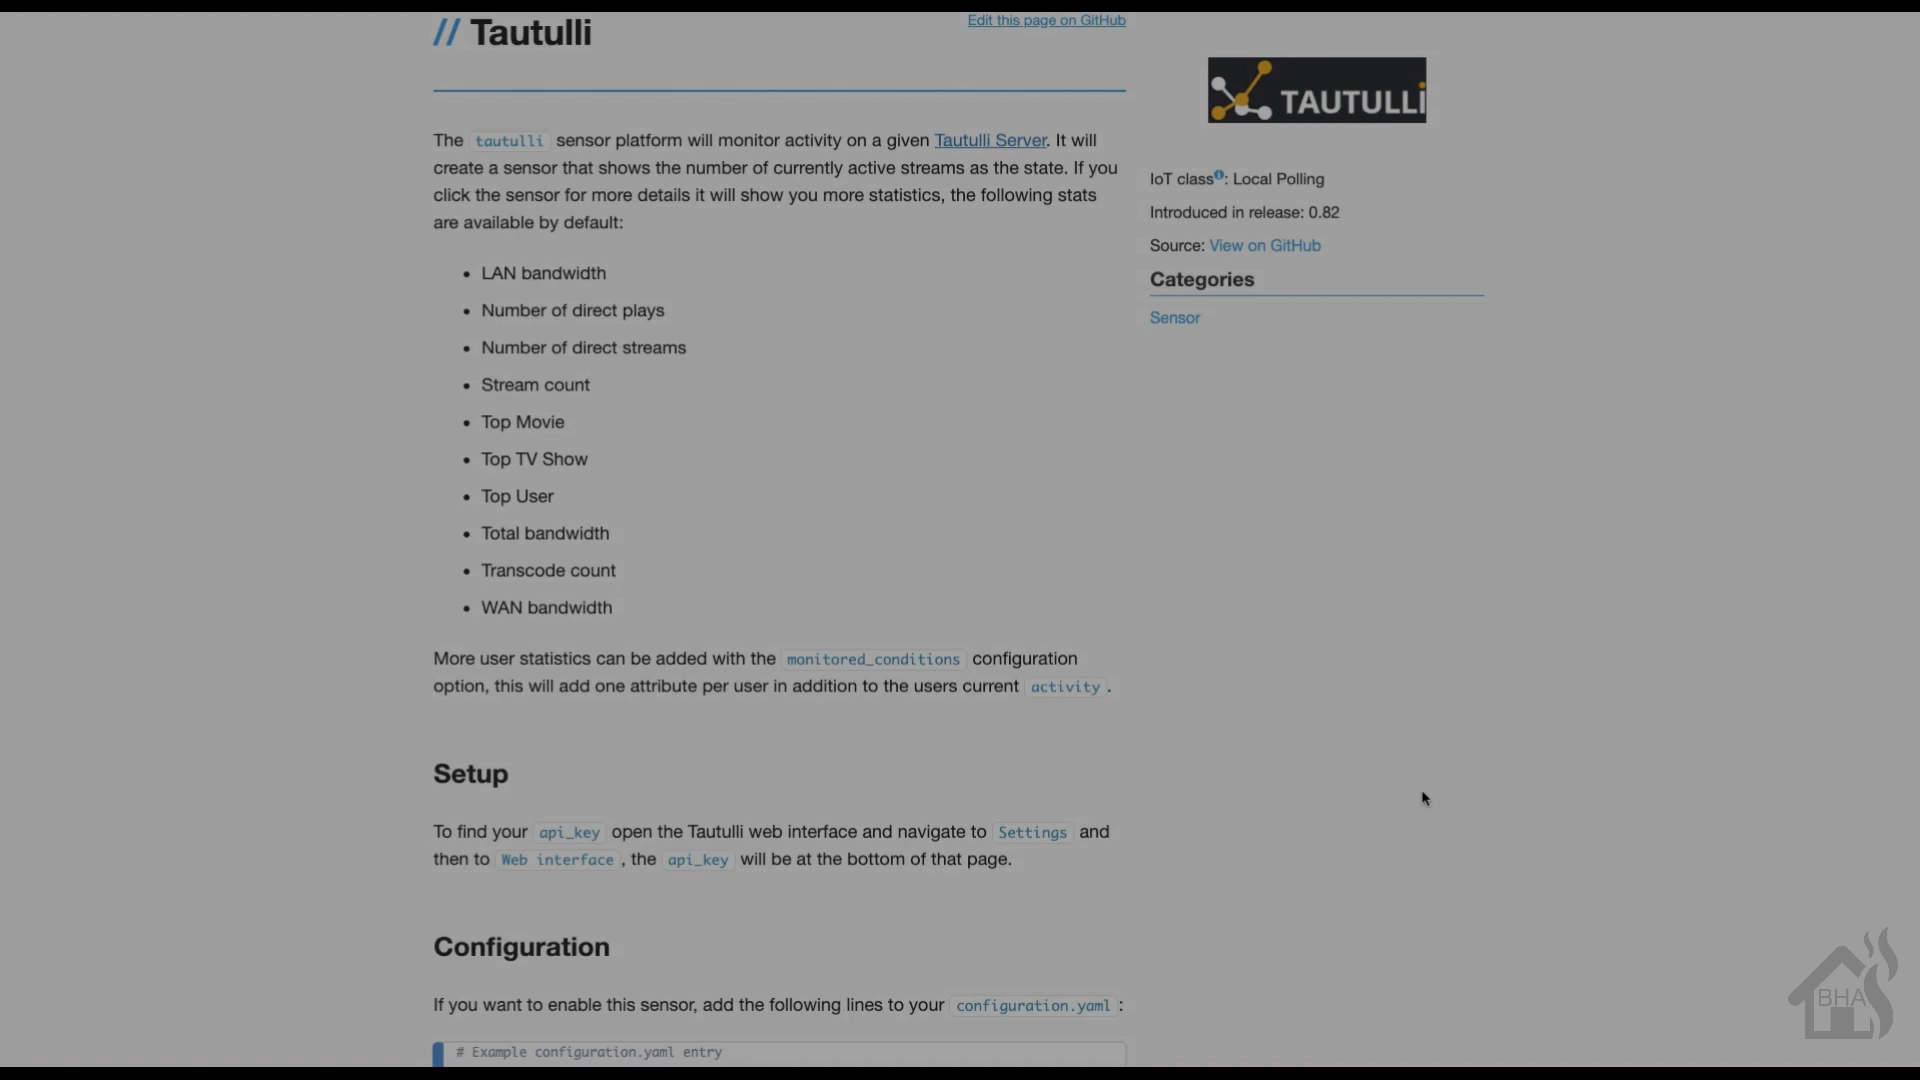 // Tautulli
Edit this page on GitHub
The tautulli sensor platform will monitor activity on a given Tautulli Server. It will
create a sensor that shows the number of currently active streams as the state. If you
click the sensor for more details it will show you more statistics, the following stats
are available by default:
• LAN bandwidth
• Number of direct plays
• Number of direct streams
• Stream count
• Top Movie
• Top TV Show
• Top User
• Total bandwidth
• Transcode count
• WAN bandwidth
More user statistics can be added with the monitored_conditions configuration
option, this will add one attribute per user in addition to the users current activity .
Setup
To find your api_key open the Tautulli web interface and navigate to Settings and
then to Web interface , the api_key will be at the bottom of that page.
Configuration
If you want to enable this sensor, add the following lines to your configuration.yaml :
# Example configuration.yaml entry
TAUTULLi
IoT class: Local Polling
Introduced in release: 0.82
Source: View on GitHub
Categories
Sensor
BHA